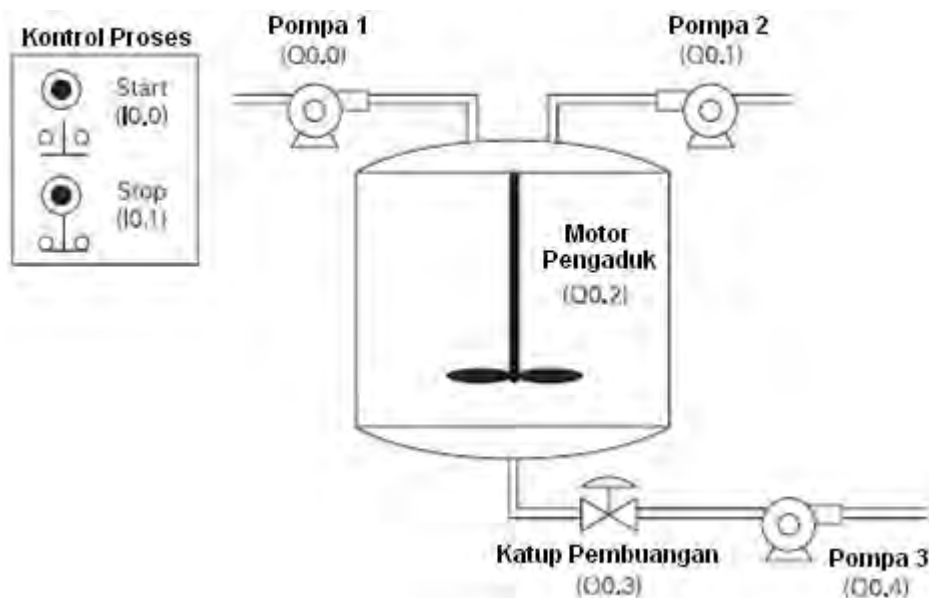 Kontrol Proses
Start
(I0.0)
Stop
(I0.1)
Pompa 1
(Q0.0)
Pompa 2
(Q0.1)
Motor
Pengaduk
(Q0.2)
Katup Pembuangan
(Q0.3)
Pompa 3
(Q0.4)